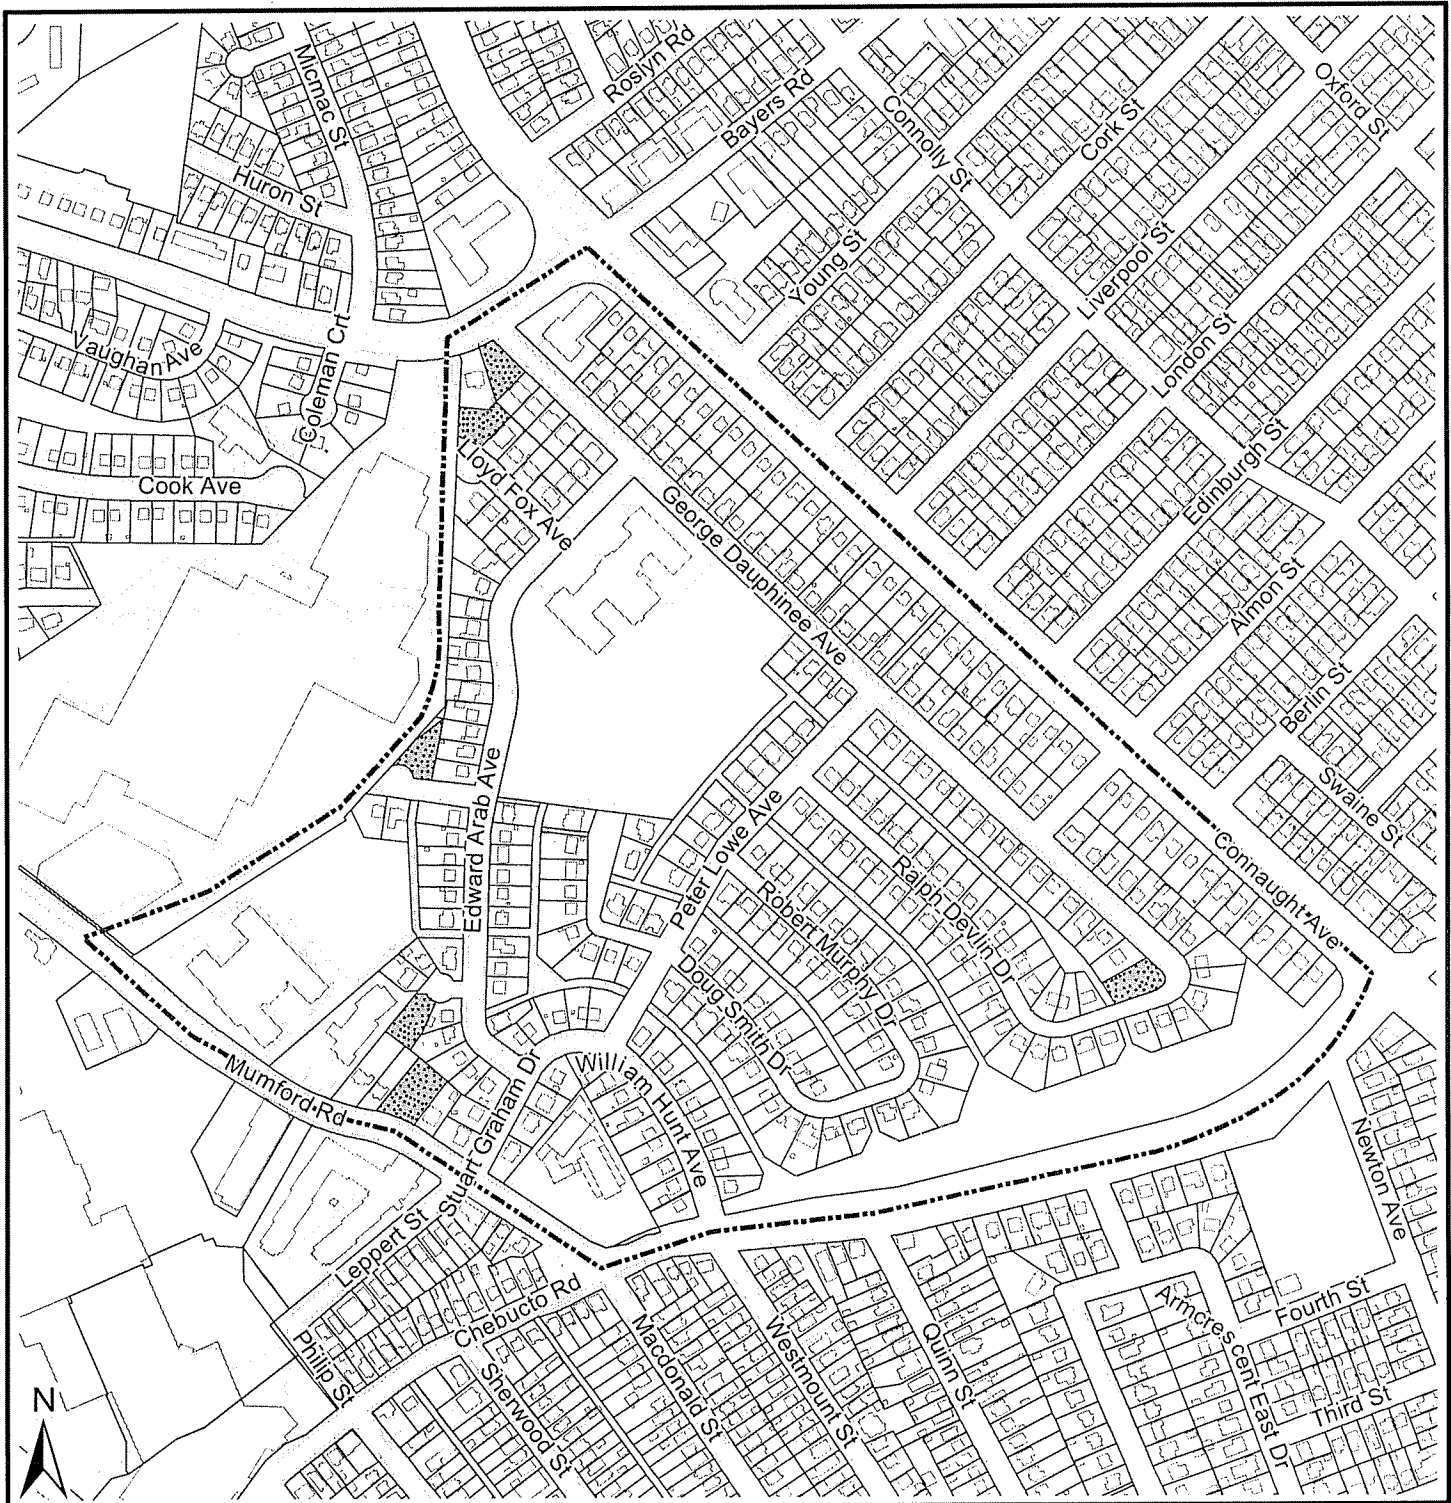 Roslyn Rd
Micmac St
Bayers Rd
Oxford St
Connolly St
Cork St
Huron St
Young St
Liverpool St
London St
Vaughan Ave
Coleman Crt
Edinburgh St
Lloyd Fox Ave
Cook Ave
George Dauphinee Ave
Almon St
Berlin St
Swaine St
Edward Arab Ave
Peter Lowe Ave
Connaught Ave
Ralph Devlin Dr
Robert Murphy Dr
Doug Smith Dr
Mumford Rd
Stuart Graham Dr
William Hunt Ave
Newton Ave
Leppert St
Chebucto Rd
Philip St
Sherwood St
Macdonald St
Westmount St
Quinn St
Armcrescent East Dr
Fourth St
Third St
N